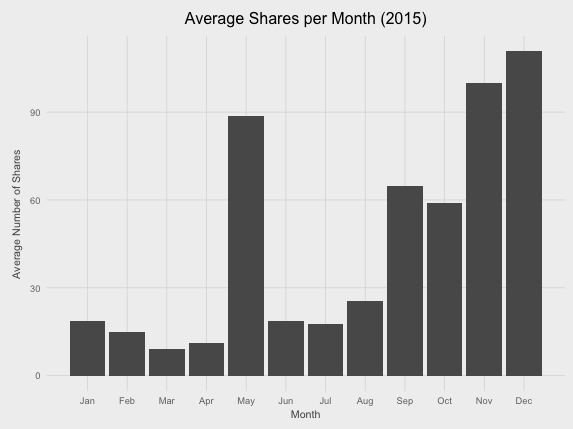 Average Shares per Month (2015)
Average Number of Shares
90
60
30
0
Jan Feb Mar Apr May Jun Jul Aug Sep Oct Nov Dec
Month